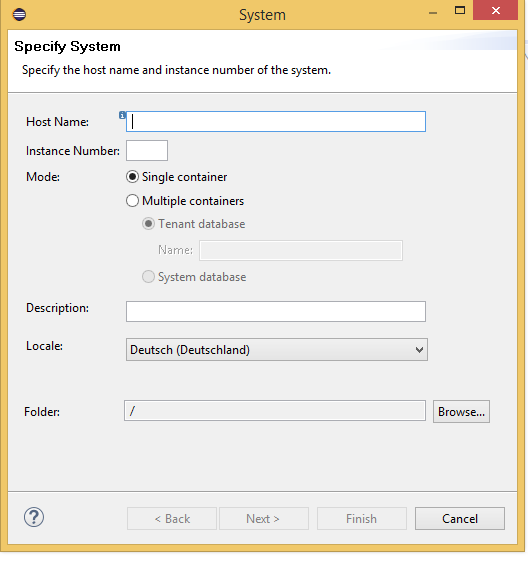 System
Specify System
Specify the host name and instance number of the system.
Host Name:
Instance Number:
Mode:
Single container
Multiple containers
Tenant database
Name:
System database
Description:
Locale:
Deutsch (Deutschland)
Folder:
/
Browse...
< Back
Next >
Finish
Cancel